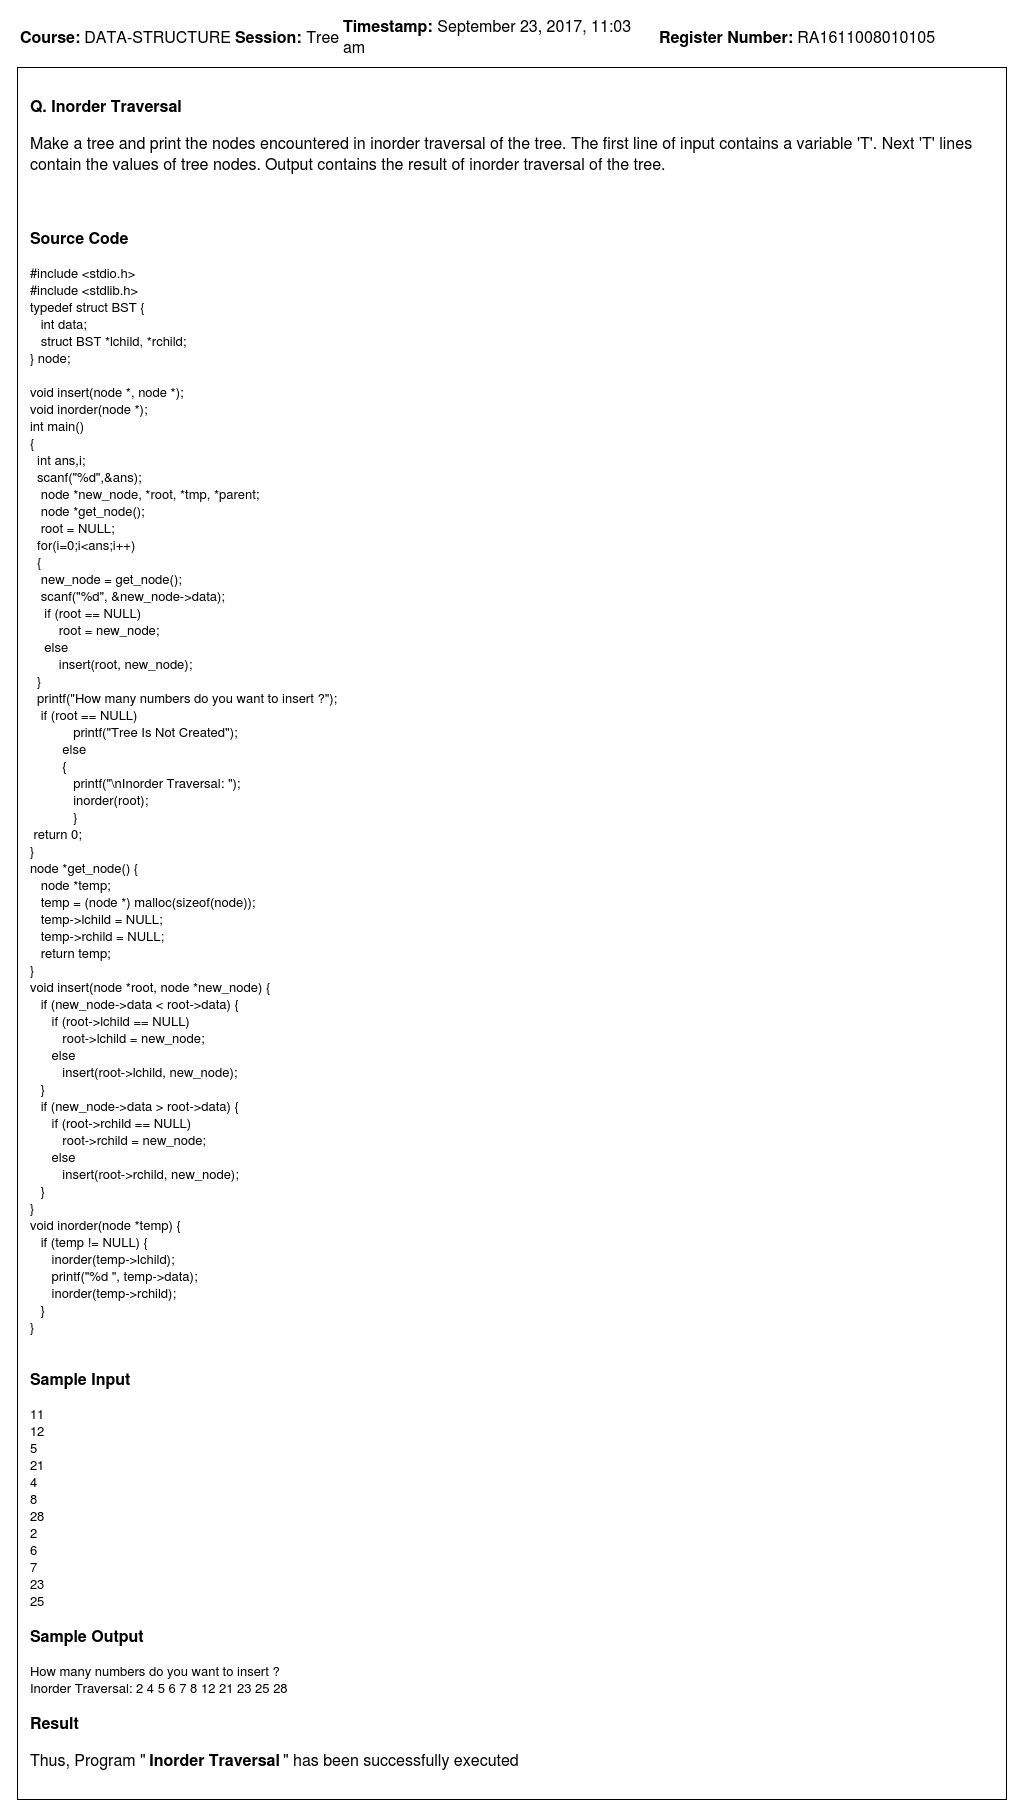 Course: DATA-STRUCTURE Session: Tree Timestamp: September 23, 2017, 11:03 am Register Number: RA1611008010105
Q. Inorder Traversal
Make a tree and print the nodes encountered in inorder traversal of the tree. The first line of input contains a variable 'T'. Next 'T' lines
contain the values of tree nodes. Output contains the result of inorder traversal of the tree.
Source Code
#include <stdio.h>
#include <stdlib.h>
typedef struct BST {
   int data;
   struct BST *lchild, *rchild;
} node;

void insert(node *, node *);
void inorder(node *);
int main()
{
  int ans,i;
  scanf("%d",&ans);
   node *new_node, *root, *tmp, *parent;
   node *get_node();
   root = NULL;
  for(i=0;i<ans;i++)
  {
   new_node = get_node();
   scanf("%d", &new_node->data);
    if (root == NULL)
        root = new_node;
    else
        insert(root, new_node);
  }
  printf("How many numbers do you want to insert ?");
   if (root == NULL)
            printf("Tree Is Not Created");
         else
         {
            printf("\nInorder Traversal: ");
            inorder(root);
            }
 return 0;
}
node *get_node() {
   node *temp;
   temp = (node *) malloc(sizeof(node));
   temp->lchild = NULL;
   temp->rchild = NULL;
   return temp;
}
void insert(node *root, node *new_node) {
   if (new_node->data < root->data) {
      if (root->lchild == NULL)
         root->lchild = new_node;
      else
         insert(root->lchild, new_node);
   }
   if (new_node->data > root->data) {
      if (root->rchild == NULL)
         root->rchild = new_node;
      else
         insert(root->rchild, new_node);
   }
}
void inorder(node *temp) {
   if (temp != NULL) {
      inorder(temp->lchild);
      printf("%d ", temp->data);
      inorder(temp->rchild);
   }
}
Sample Input
11
12
5
21
4
8
28
2
6
7
23
25
Sample Output
How many numbers do you want to insert ?
Inorder Traversal: 2 4 5 6 7 8 12 21 23 25 28
Result
Thus, Program " Inorder Traversal " has been successfully executed